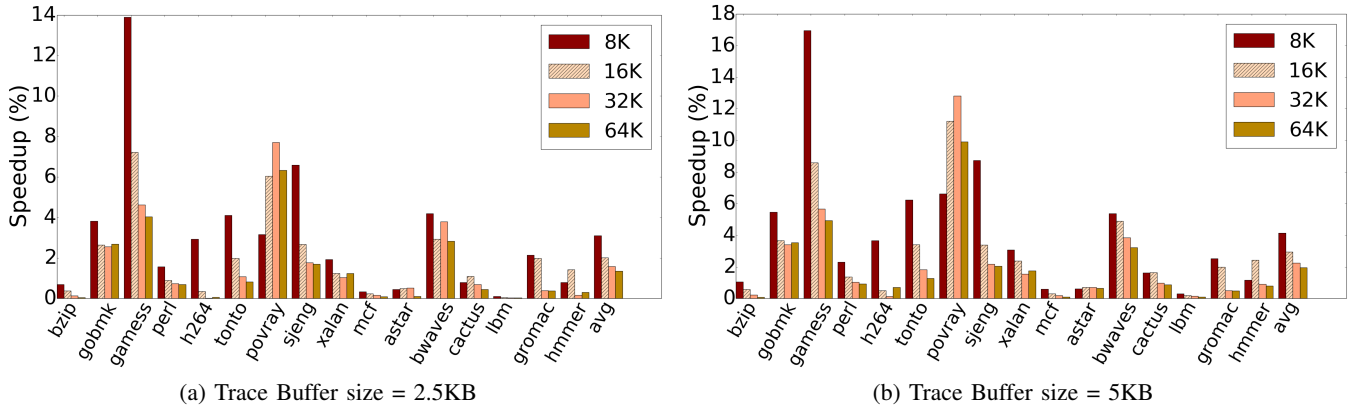 14
12
10
8
6
4
2
0
Speedup (%)
8K
16K
32K
64K
bzip
gobmk
gamess
perl
h264
tonto
povray
sjeng
xalan
mcf
astar
bwaves
cactus
lbm
gromac
hmmer
avg
(a) Trace Buffer size = 2.5KB
18
16
14
12
10
8
6
4
2
0
Speedup (%)
8K
16K
32K
64K
bzip
gobmk
gamess
perl
h264
tonto
povray
sjeng
xalan
mcf
astar
bwaves
cactus
lbm
gromac
hmmer
avg
(b) Trace Buffer size = 5KB